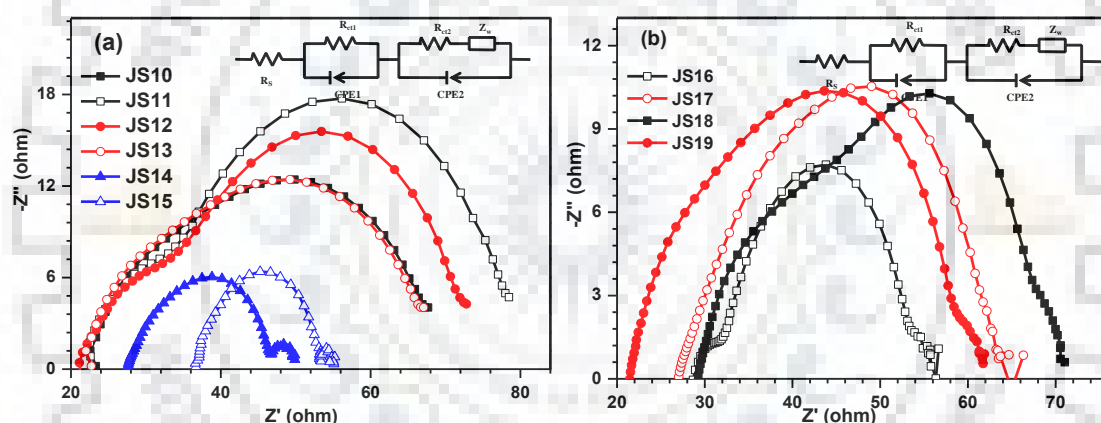 (a)
R_ct1
R_ct2
Z_w
R_S
CPE1
CPE2
JS10
JS11
JS12
JS13
JS14
JS15
-Z'' (ohm)
18
12
6
0
20
40
60
80
Z' (ohm)
(b)
R_ct1
R_ct2
Z_w
R_S
CPE1
CPE2
JS16
JS17
JS18
JS19
-Z'' (ohm)
12
9
6
3
0
20
30
40
50
60
70
Z' (ohm)